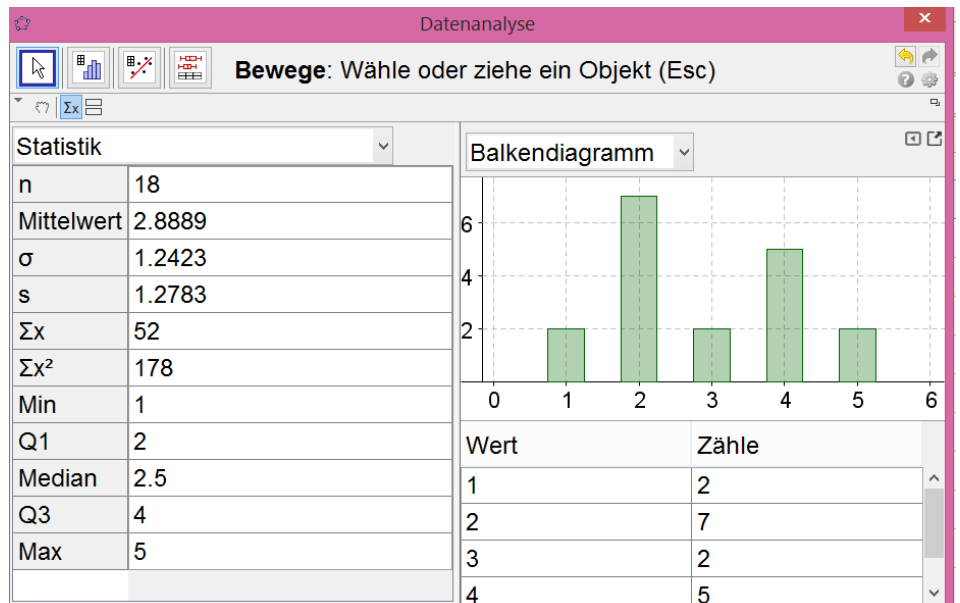 Datenanalyse
Bewege: Wähle oder ziehe ein Objekt (Esc)
Σx
Statistik
n 18
Mittelwert 2.8889
σ 1.2423
s 1.2783
Σx 52
Σx² 178
Min 1
Q1 2
Median 2.5
Q3 4
Max 5
Balkendiagramm
6
4
2
0 1 2 3 4 5 6
Wert Zähle
1 2
2 7
3 2
4 5